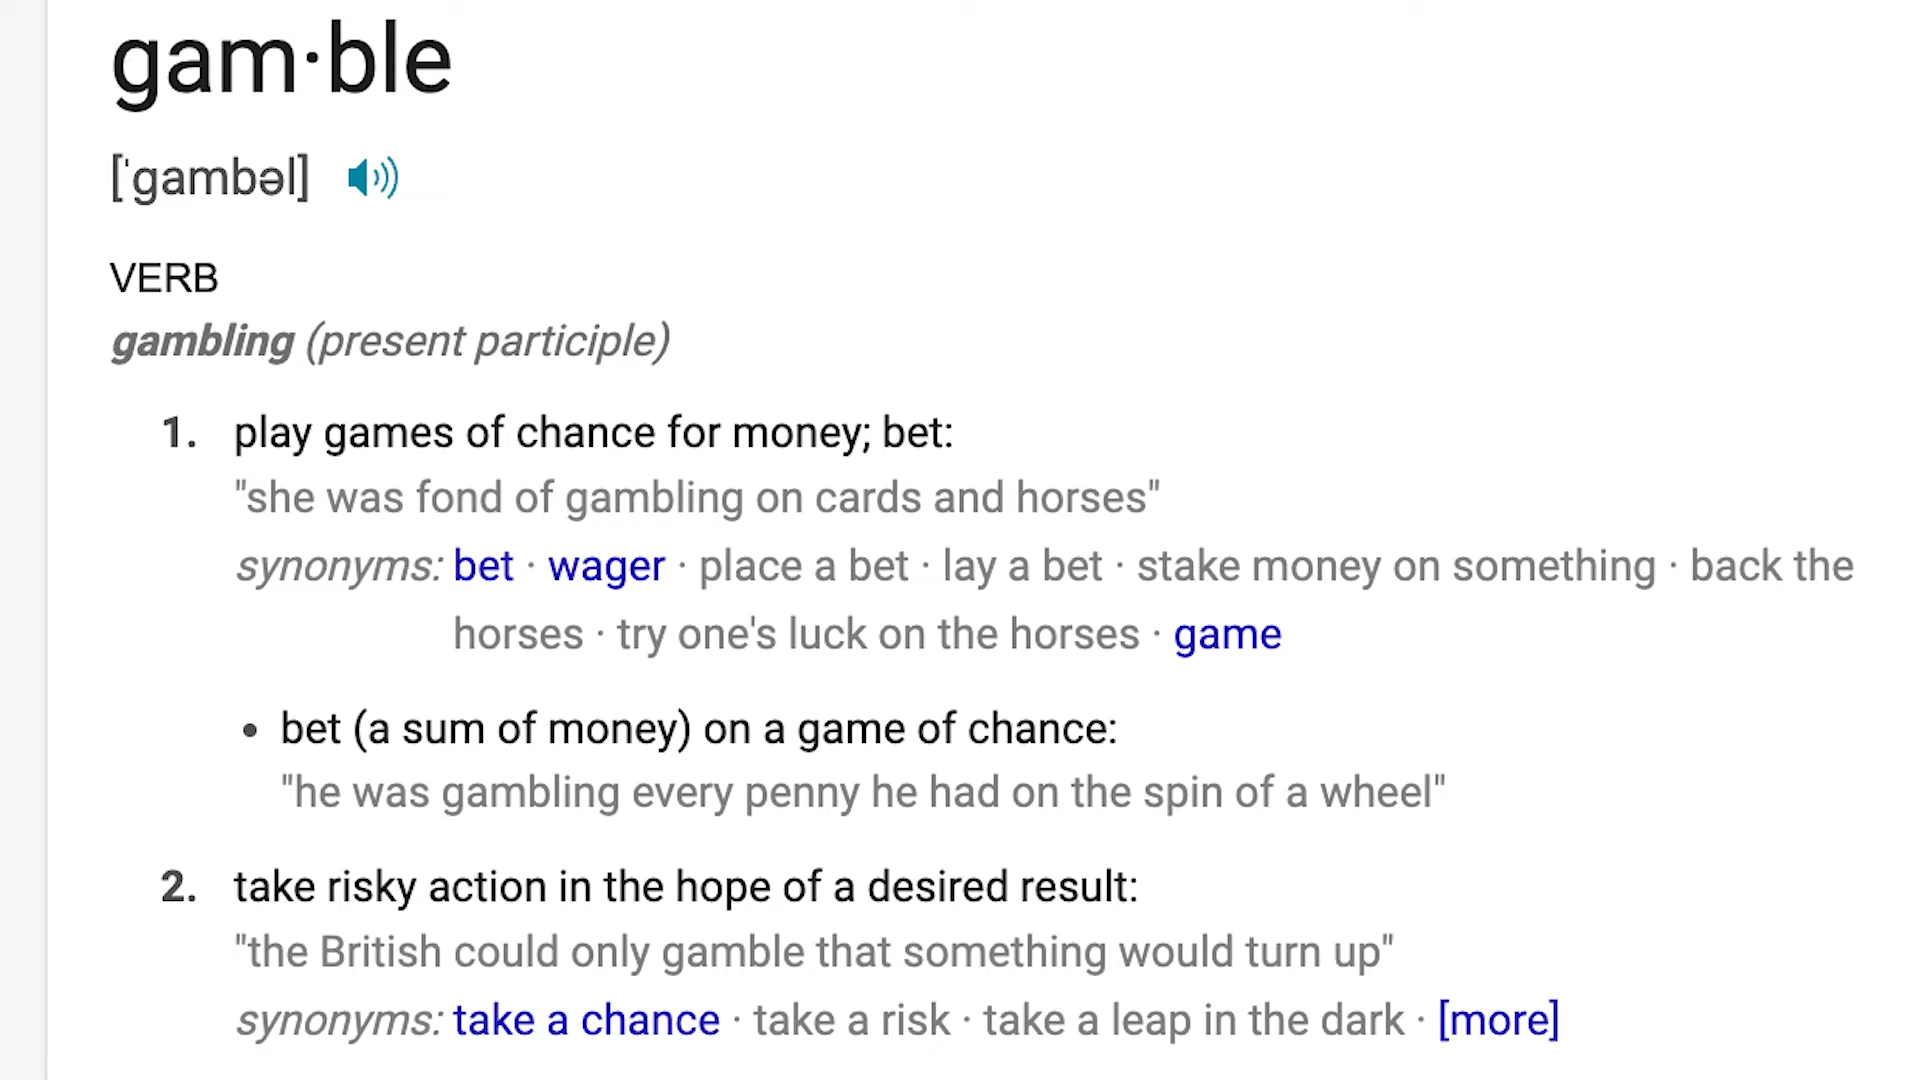 gam·ble
[ˈɡambəl]
VERB
gambling (present participle)
1. play games of chance for money; bet:
"she was fond of gambling on cards and horses"
synonyms: bet · wager · place a bet · lay a bet · stake money on something · back the
horses · try one's luck on the horses · game
• bet (a sum of money) on a game of chance:
"he was gambling every penny he had on the spin of a wheel"
2. take risky action in the hope of a desired result:
"the British could only gamble that something would turn up"
synonyms: take a chance · take a risk · take a leap in the dark · [more]